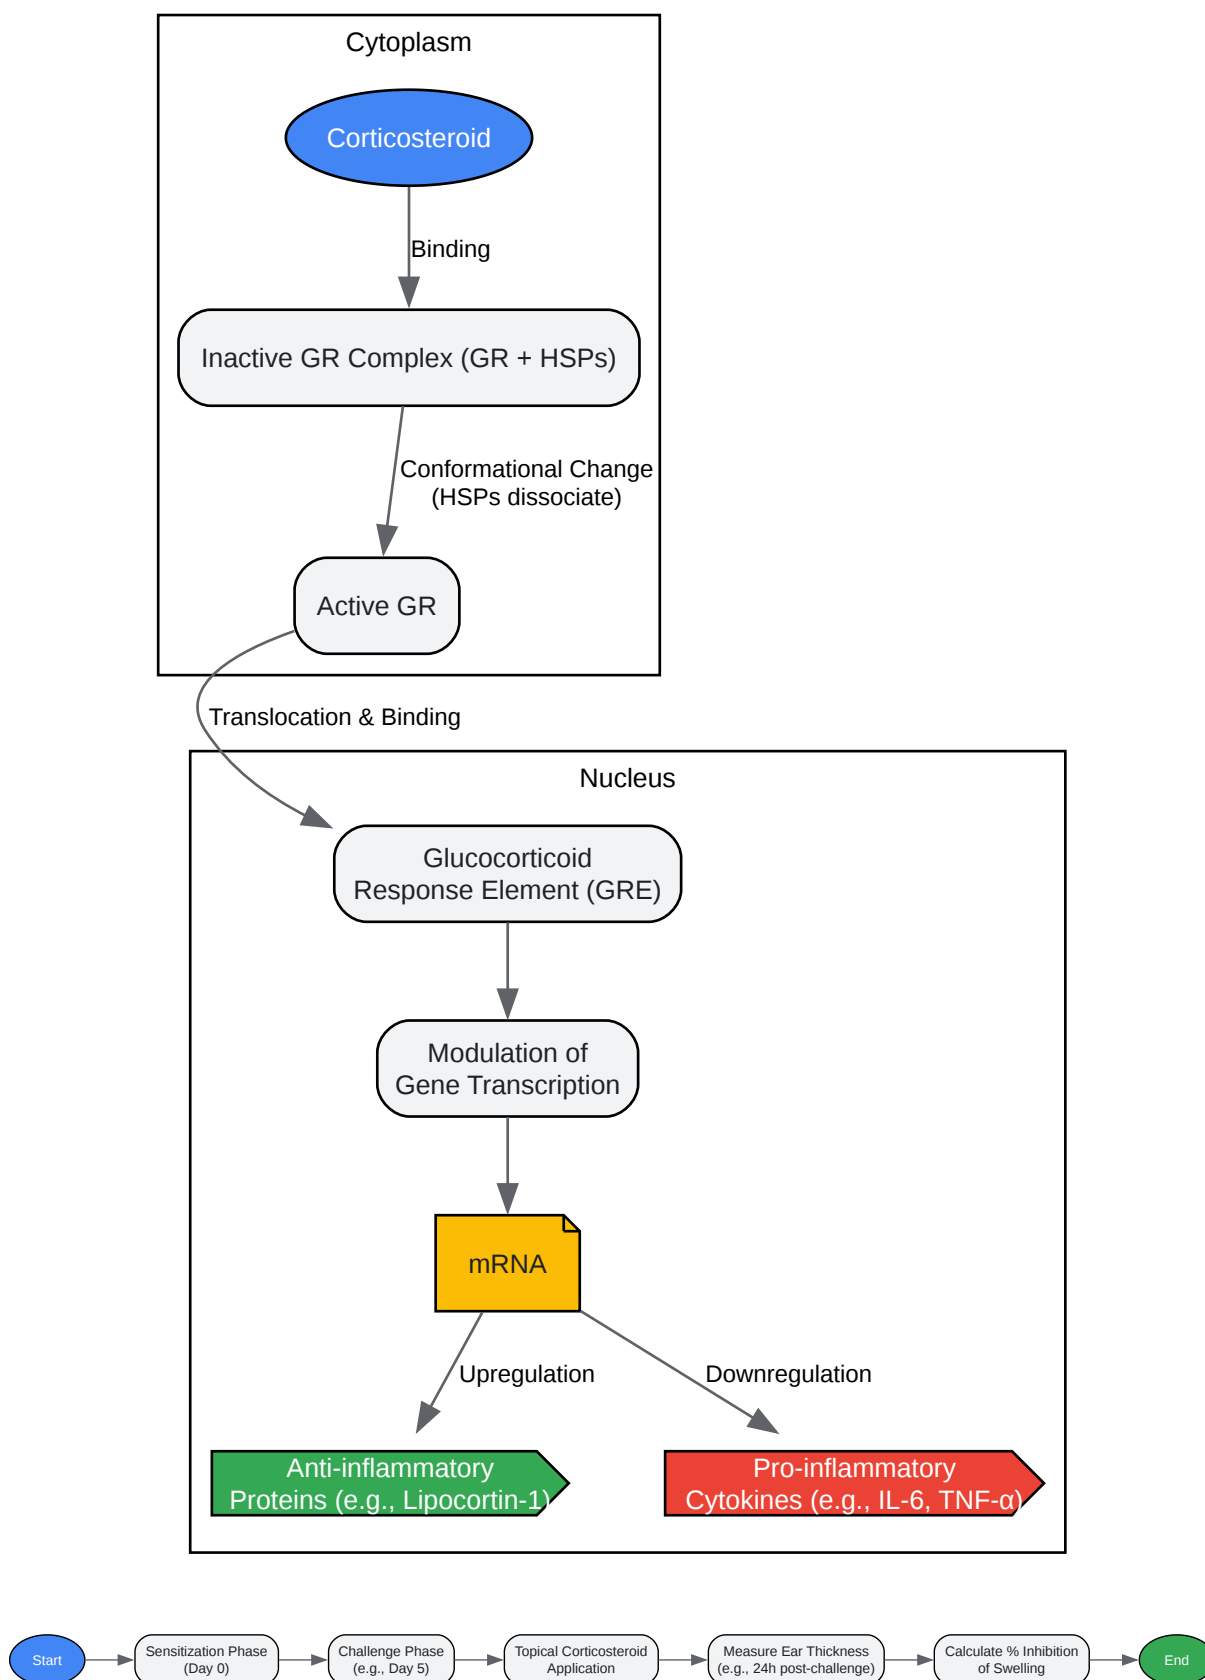 Cytoplasm
Corticosteroid
Binding
Inactive GR Complex (GR + HSPs)
Conformational Change
(HSPs dissociate)
Active GR
Translocation & Binding
Nucleus
Glucocorticoid
Response Element (GRE)
Modulation of
Gene Transcription
mRNA
Upregulation
Downregulation
Anti-inflammatory
Proteins (e.g., Lipocortin-1)
Pro-inflammatory
Cytokines (e.g., IL-6, TNF-α)
Start
Sensitization Phase
(Day 0)
Challenge Phase
(e.g., Day 5)
Topical Corticosteroid
Application
Measure Ear Thickness
(e.g., 24h post-challenge)
Calculate % Inhibition
of Swelling
End